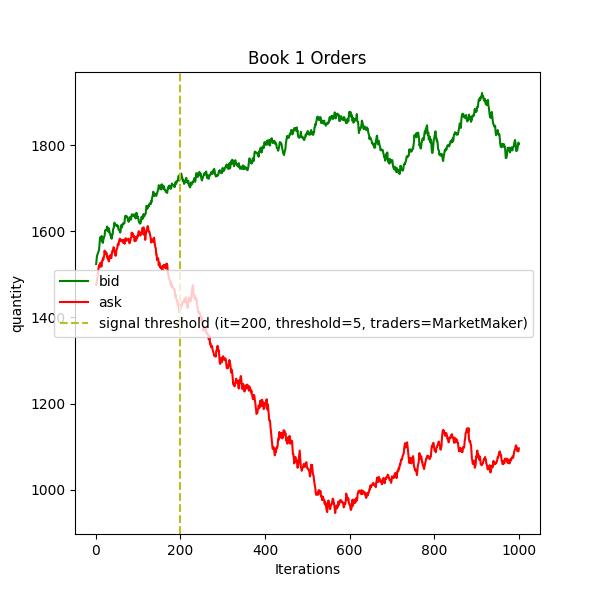 Book 1 Orders
quantity
1800
1600
1400
1200
1000
bid
ask
signal threshold (it=200, threshold=5, traders=MarketMaker)
0 200 400 600 800 1000
Iterations